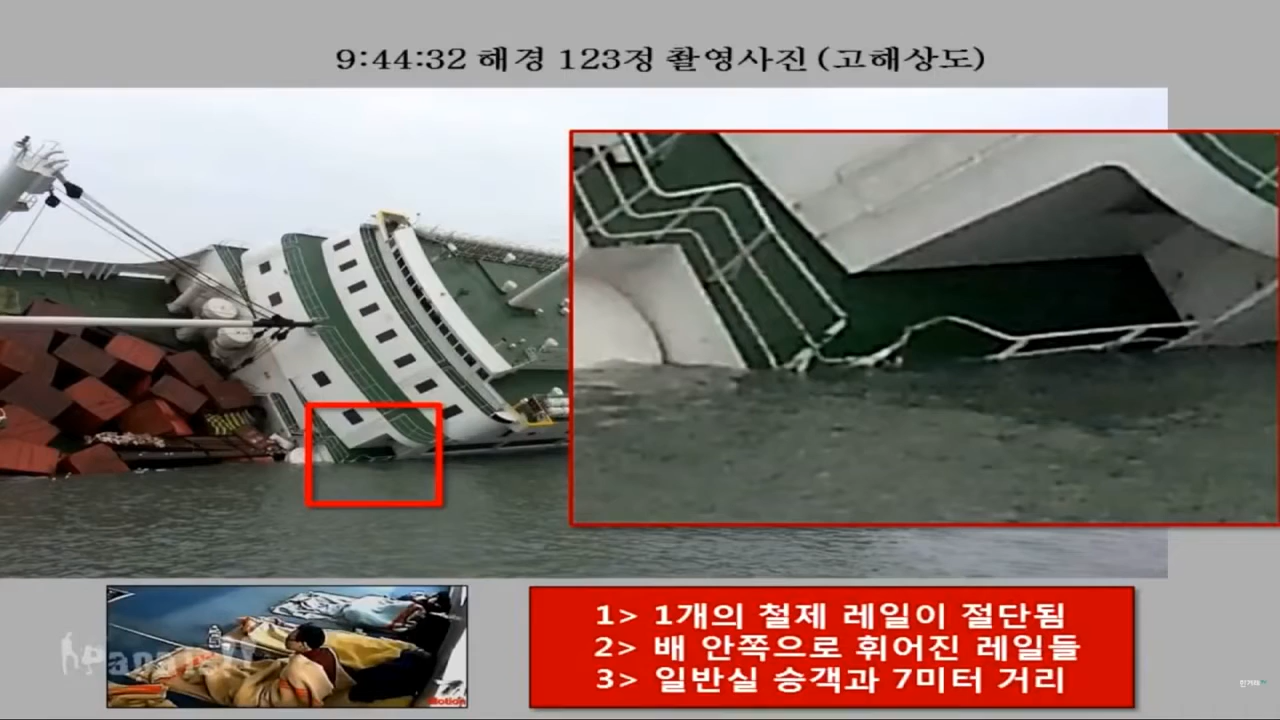 9:44:32 해경 123정 촬영사진 (고해상도)
1> 1개의 철제 레일이 절단됨
2> 배 안쪽으로 휘어진 레일들
3> 일반실 승객과 7미터 거리